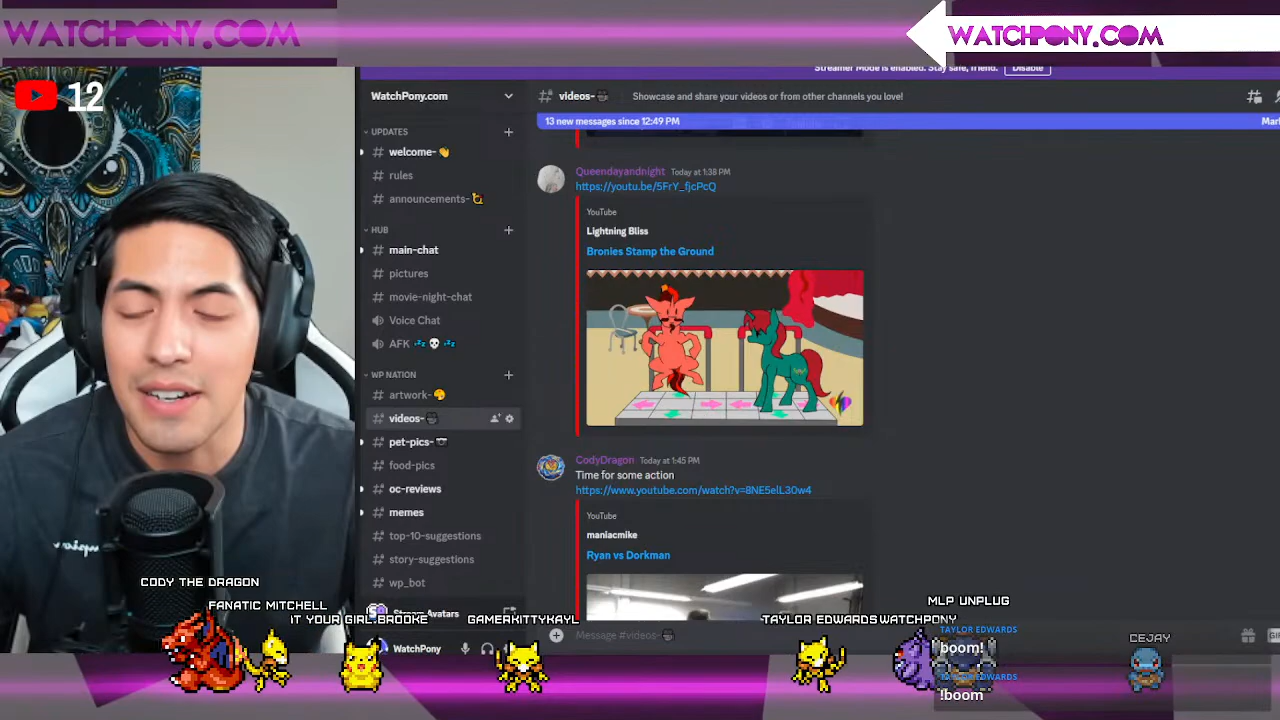 WATCHPONY.COM
WATCHPONY.COM
12
Streamer Mode is enabled. Stay safe, friend.
Disable
WatchPony.com
videos-
Showcase and share your videos or from other channels you love!
13 new messages since 12:49 PM
UPDATES
welcome-
rules
announcements-
HUB
main-chat
pictures
movie-night-chat
Voice Chat
AFK
WP NATION
artwork-
videos-
pet-pics-
food-pics
oc-reviews
memes
top-10-suggestions
story-suggestions
wp_bot
Stream Avatars
WatchPony
Queendayandnight Today at 1:38 PM
https://youtu.be/5FrY_fjcPcQ
YouTube
Lightning Bliss
Bronies Stamp the Ground
CodyDragon Today at 1:45 PM
Time for some action
https://www.youtube.com/watch?v=8NE5elL30w4
YouTube
maniacmike
Ryan vs Dorkman
Message #videos-
CODY THE DRAGON
FANATIC MITCHELL
IT YOUR GIRL BROOKE
GAMERKITTYKAYL
TAYLOR EDWARDS
WATCHPONY
MLP UNPLUG
CEJAY
TAYLOR EDWARDS
boom!
TAYLOR EDWARDS
!boom